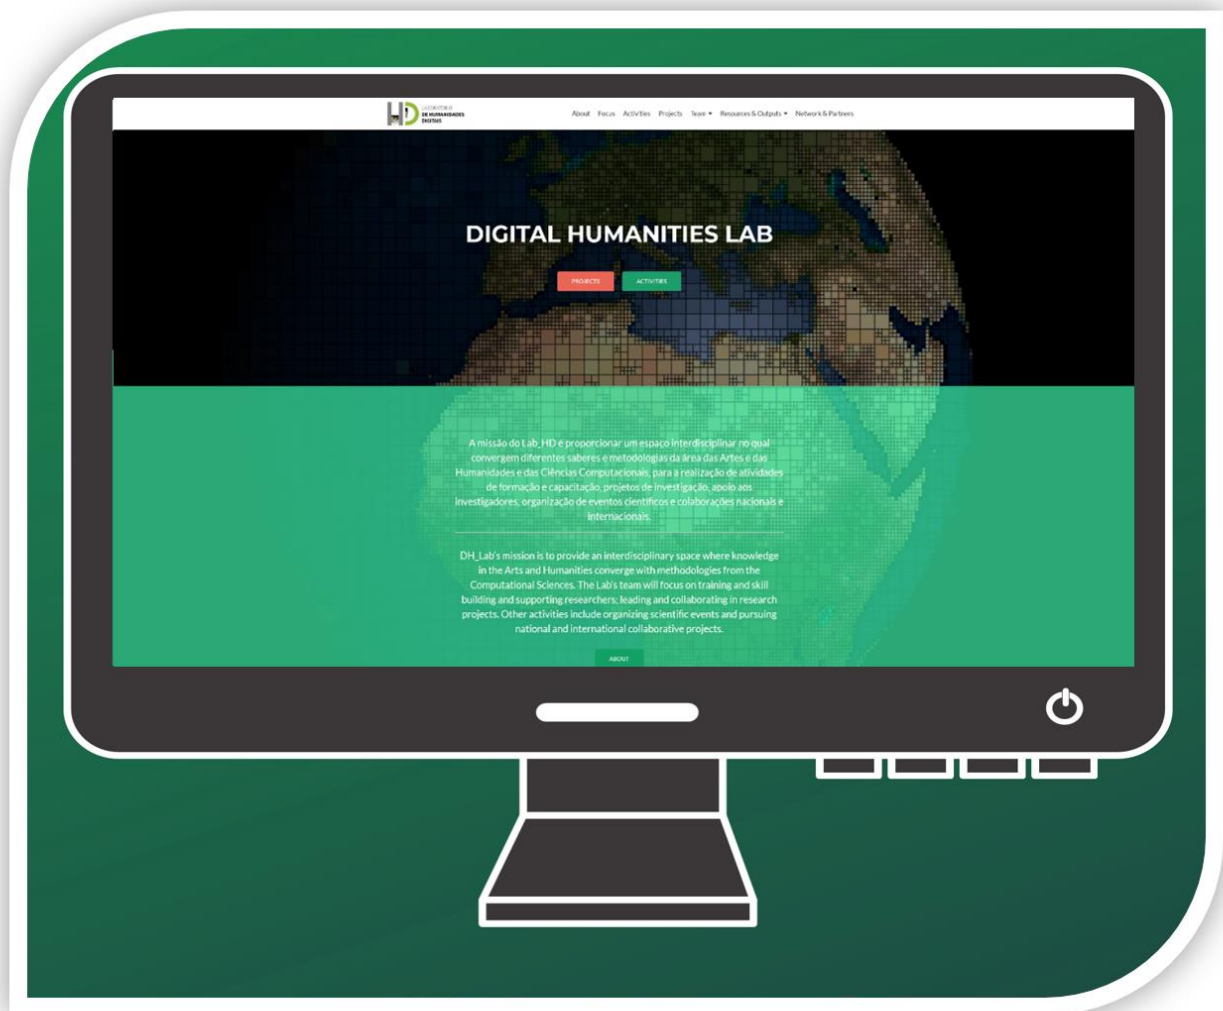 LABORATÓRIO
DE HUMANIDADES
DIGITAIS
About Focus Activities Projects Team Resources & Outputs Network & Partners
DIGITAL HUMANITIES LAB
PROJECTS ACTIVITIES
A missão do Lab_HD é proporcionar um espaço interdisciplinar no qual
convergem diferentes saberes e metodologias da área das Artes e das
Humanidades e das Ciências Computacionais, para a realização de atividades
de formação e capacitação, projetos de investigação, apoio aos
investigadores, organização de eventos científicos e colaborações nacionais e
internacionais.
DH_Lab's mission is to provide an interdisciplinary space where knowledge
in the Arts and Humanities converge with methodologies from the
Computational Sciences. The Lab's team will focus on training and skill
building and supporting researchers; leading and collaborating in research
projects. Other activities include organizing scientific events and pursuing
national and international collaborative projects.
ABOUT